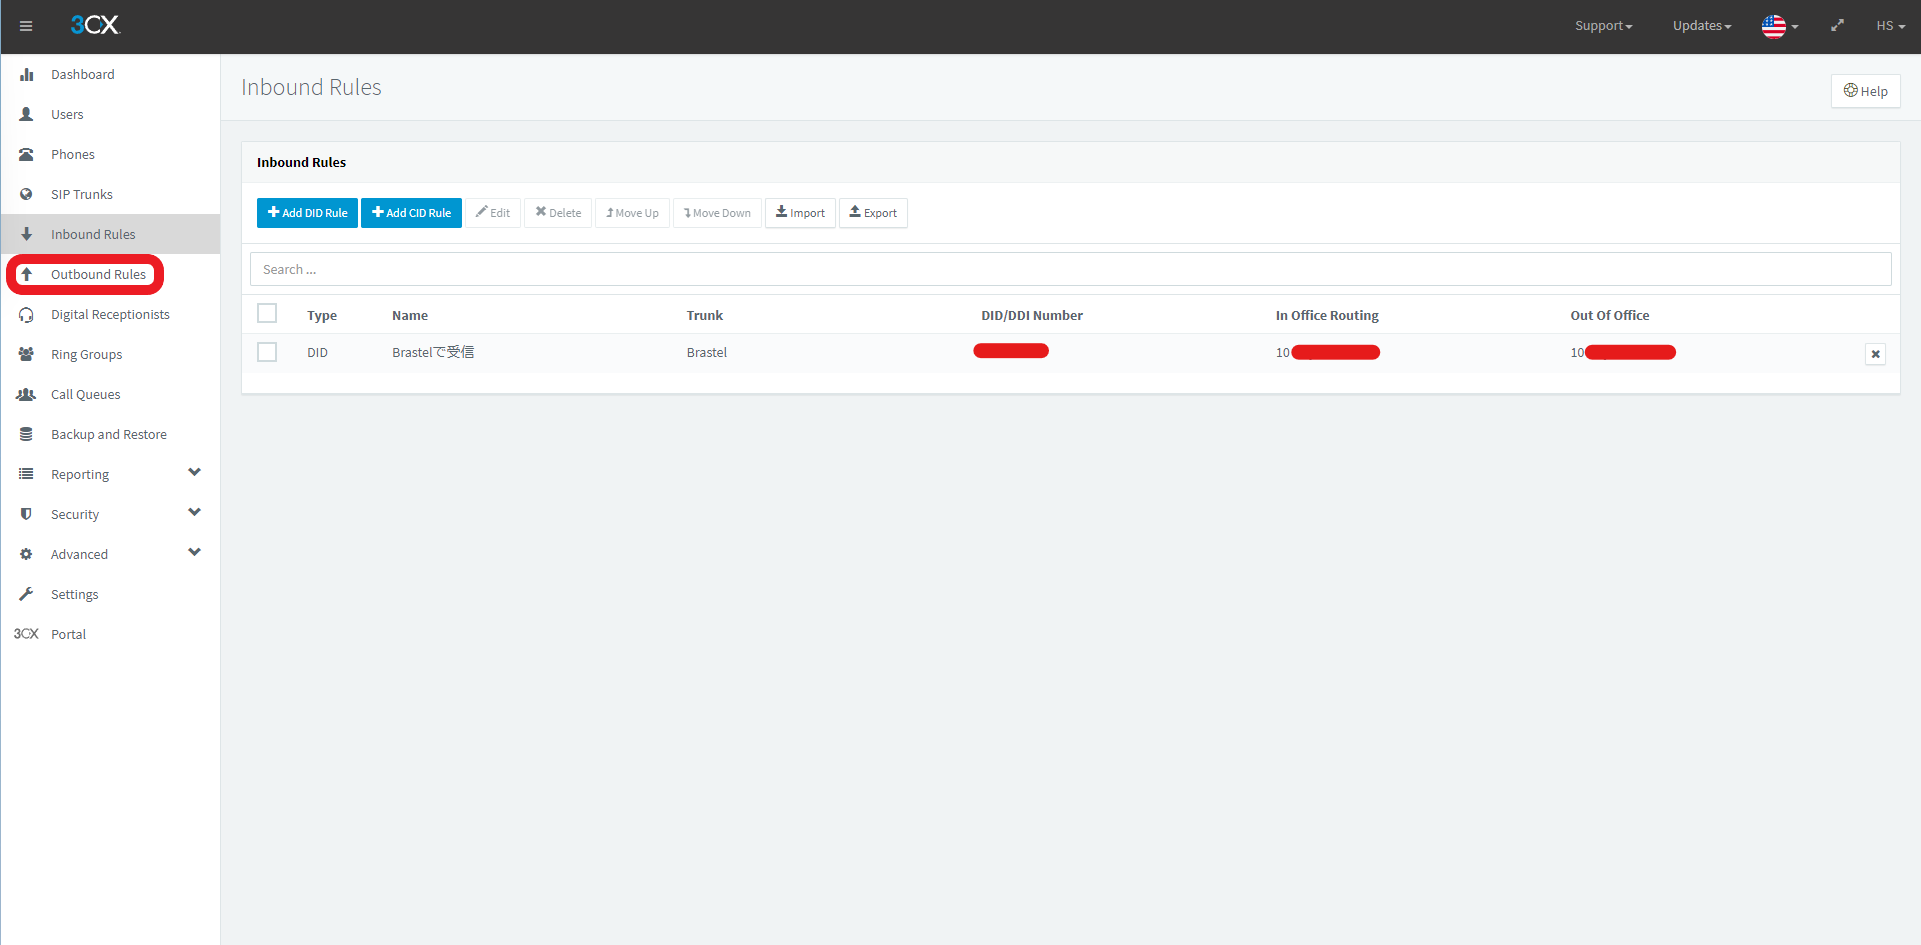 3CX
Support
Updates
HS
Dashboard
Users
Phones
SIP Trunks
Inbound Rules
Outbound Rules
Digital Receptionists
Ring Groups
Call Queues
Backup and Restore
Reporting
Security
Advanced
Settings
3CX Portal
Inbound Rules
Help
Inbound Rules
Add DID Rule Add CID Rule Edit Delete Move Up Move Down Import Export
Search ...
Type Name Trunk DID/DDI Number In Office Routing Out Of Office
DID Brastelで受信 Brastel 10 10